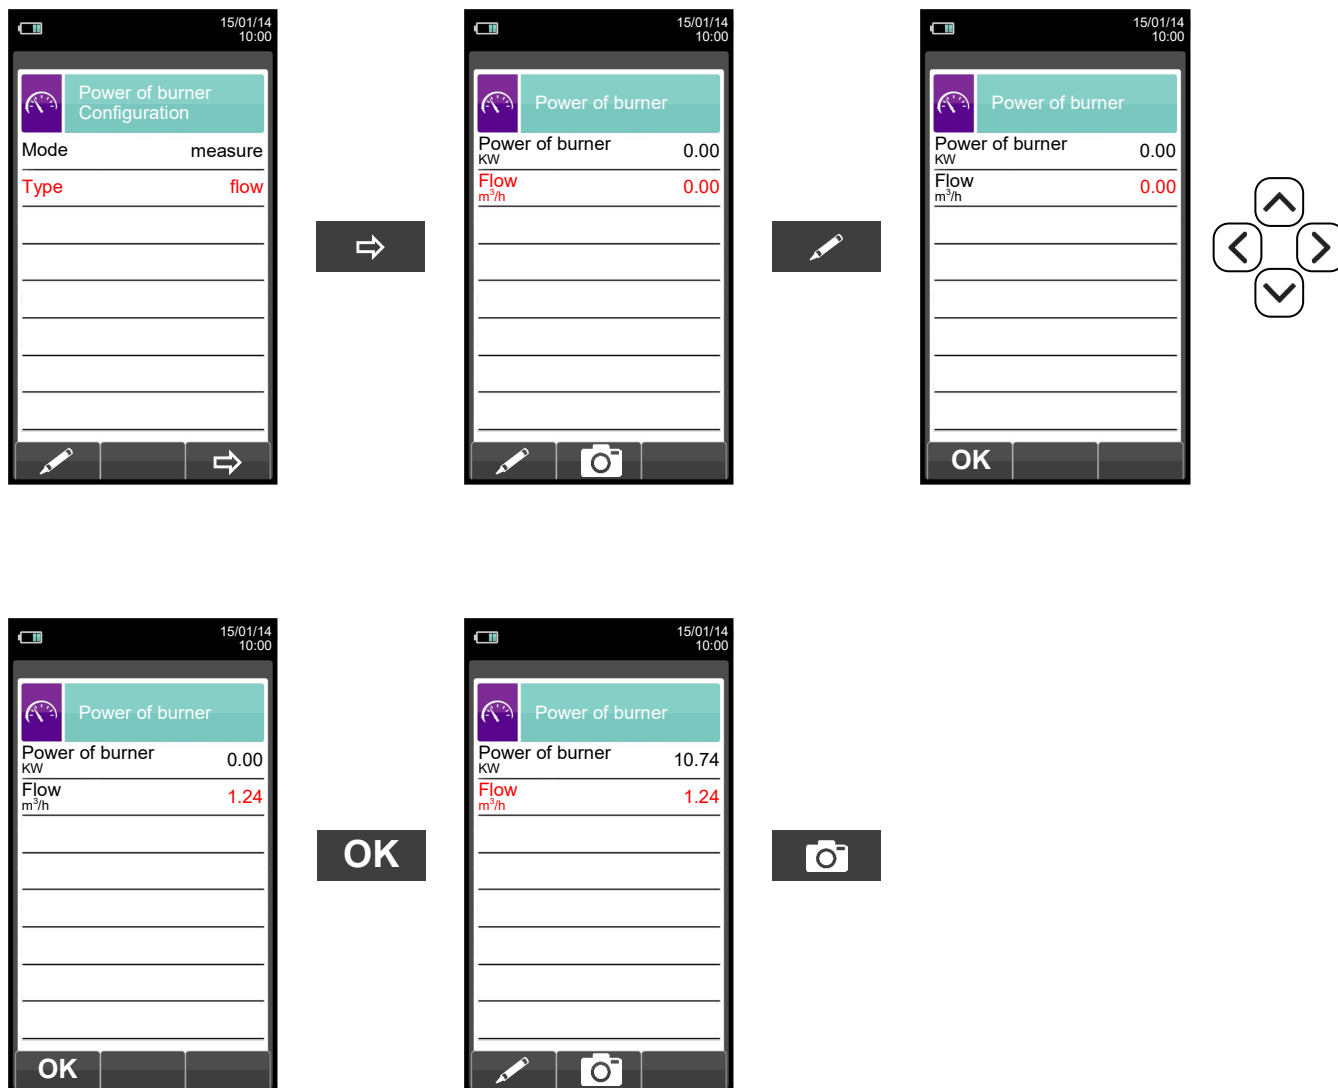 15/01/14
10:00
Power of burner
Configuration
Mode measure
Type flow
15/01/14
10:00
Power of burner
Power of burner 0.00
KW
Flow 0.00
m³/h
15/01/14
10:00
Power of burner
Power of burner 0.00
KW
Flow 0.00
m³/h
OK
15/01/14
10:00
Power of burner
Power of burner 0.00
KW
Flow 1.24
m³/h
OK
OK
15/01/14
10:00
Power of burner
Power of burner 10.74
KW
Flow 1.24
m³/h